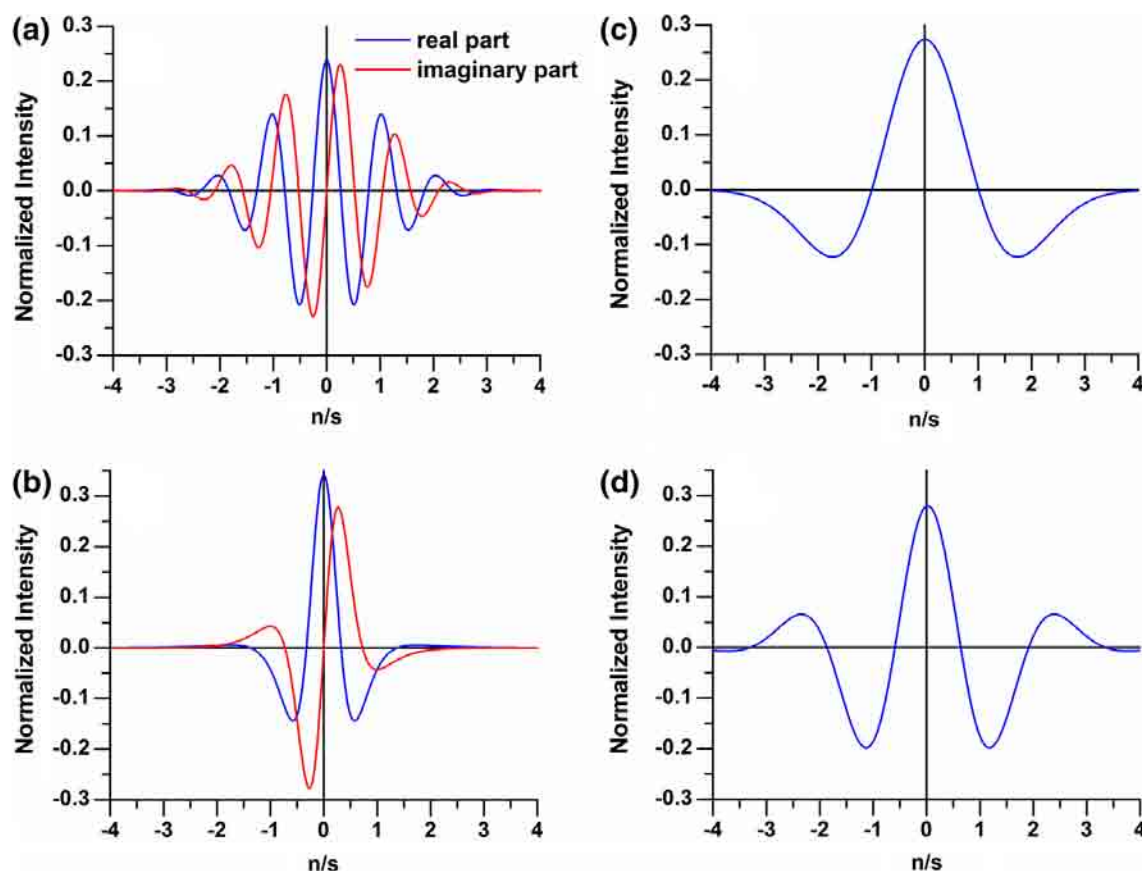 (a)
real part
imaginary part
Normalized Intensity
0.3
0.2
0.1
0.0
-0.1
-0.2
-0.3
-4 -3 -2 -1 0 1 2 3 4
n/s
(c)
Normalized Intensity
0.3
0.2
0.1
0.0
-0.1
-0.2
-0.3
-4 -3 -2 -1 0 1 2 3 4
n/s
(b)
Normalized Intensity
0.3
0.2
0.1
0.0
-0.1
-0.2
-0.3
-4 -3 -2 -1 0 1 2 3 4
n/s
(d)
Normalized Intensity
0.3
0.2
0.1
0.0
-0.1
-0.2
-0.3
-4 -3 -2 -1 0 1 2 3 4
n/s